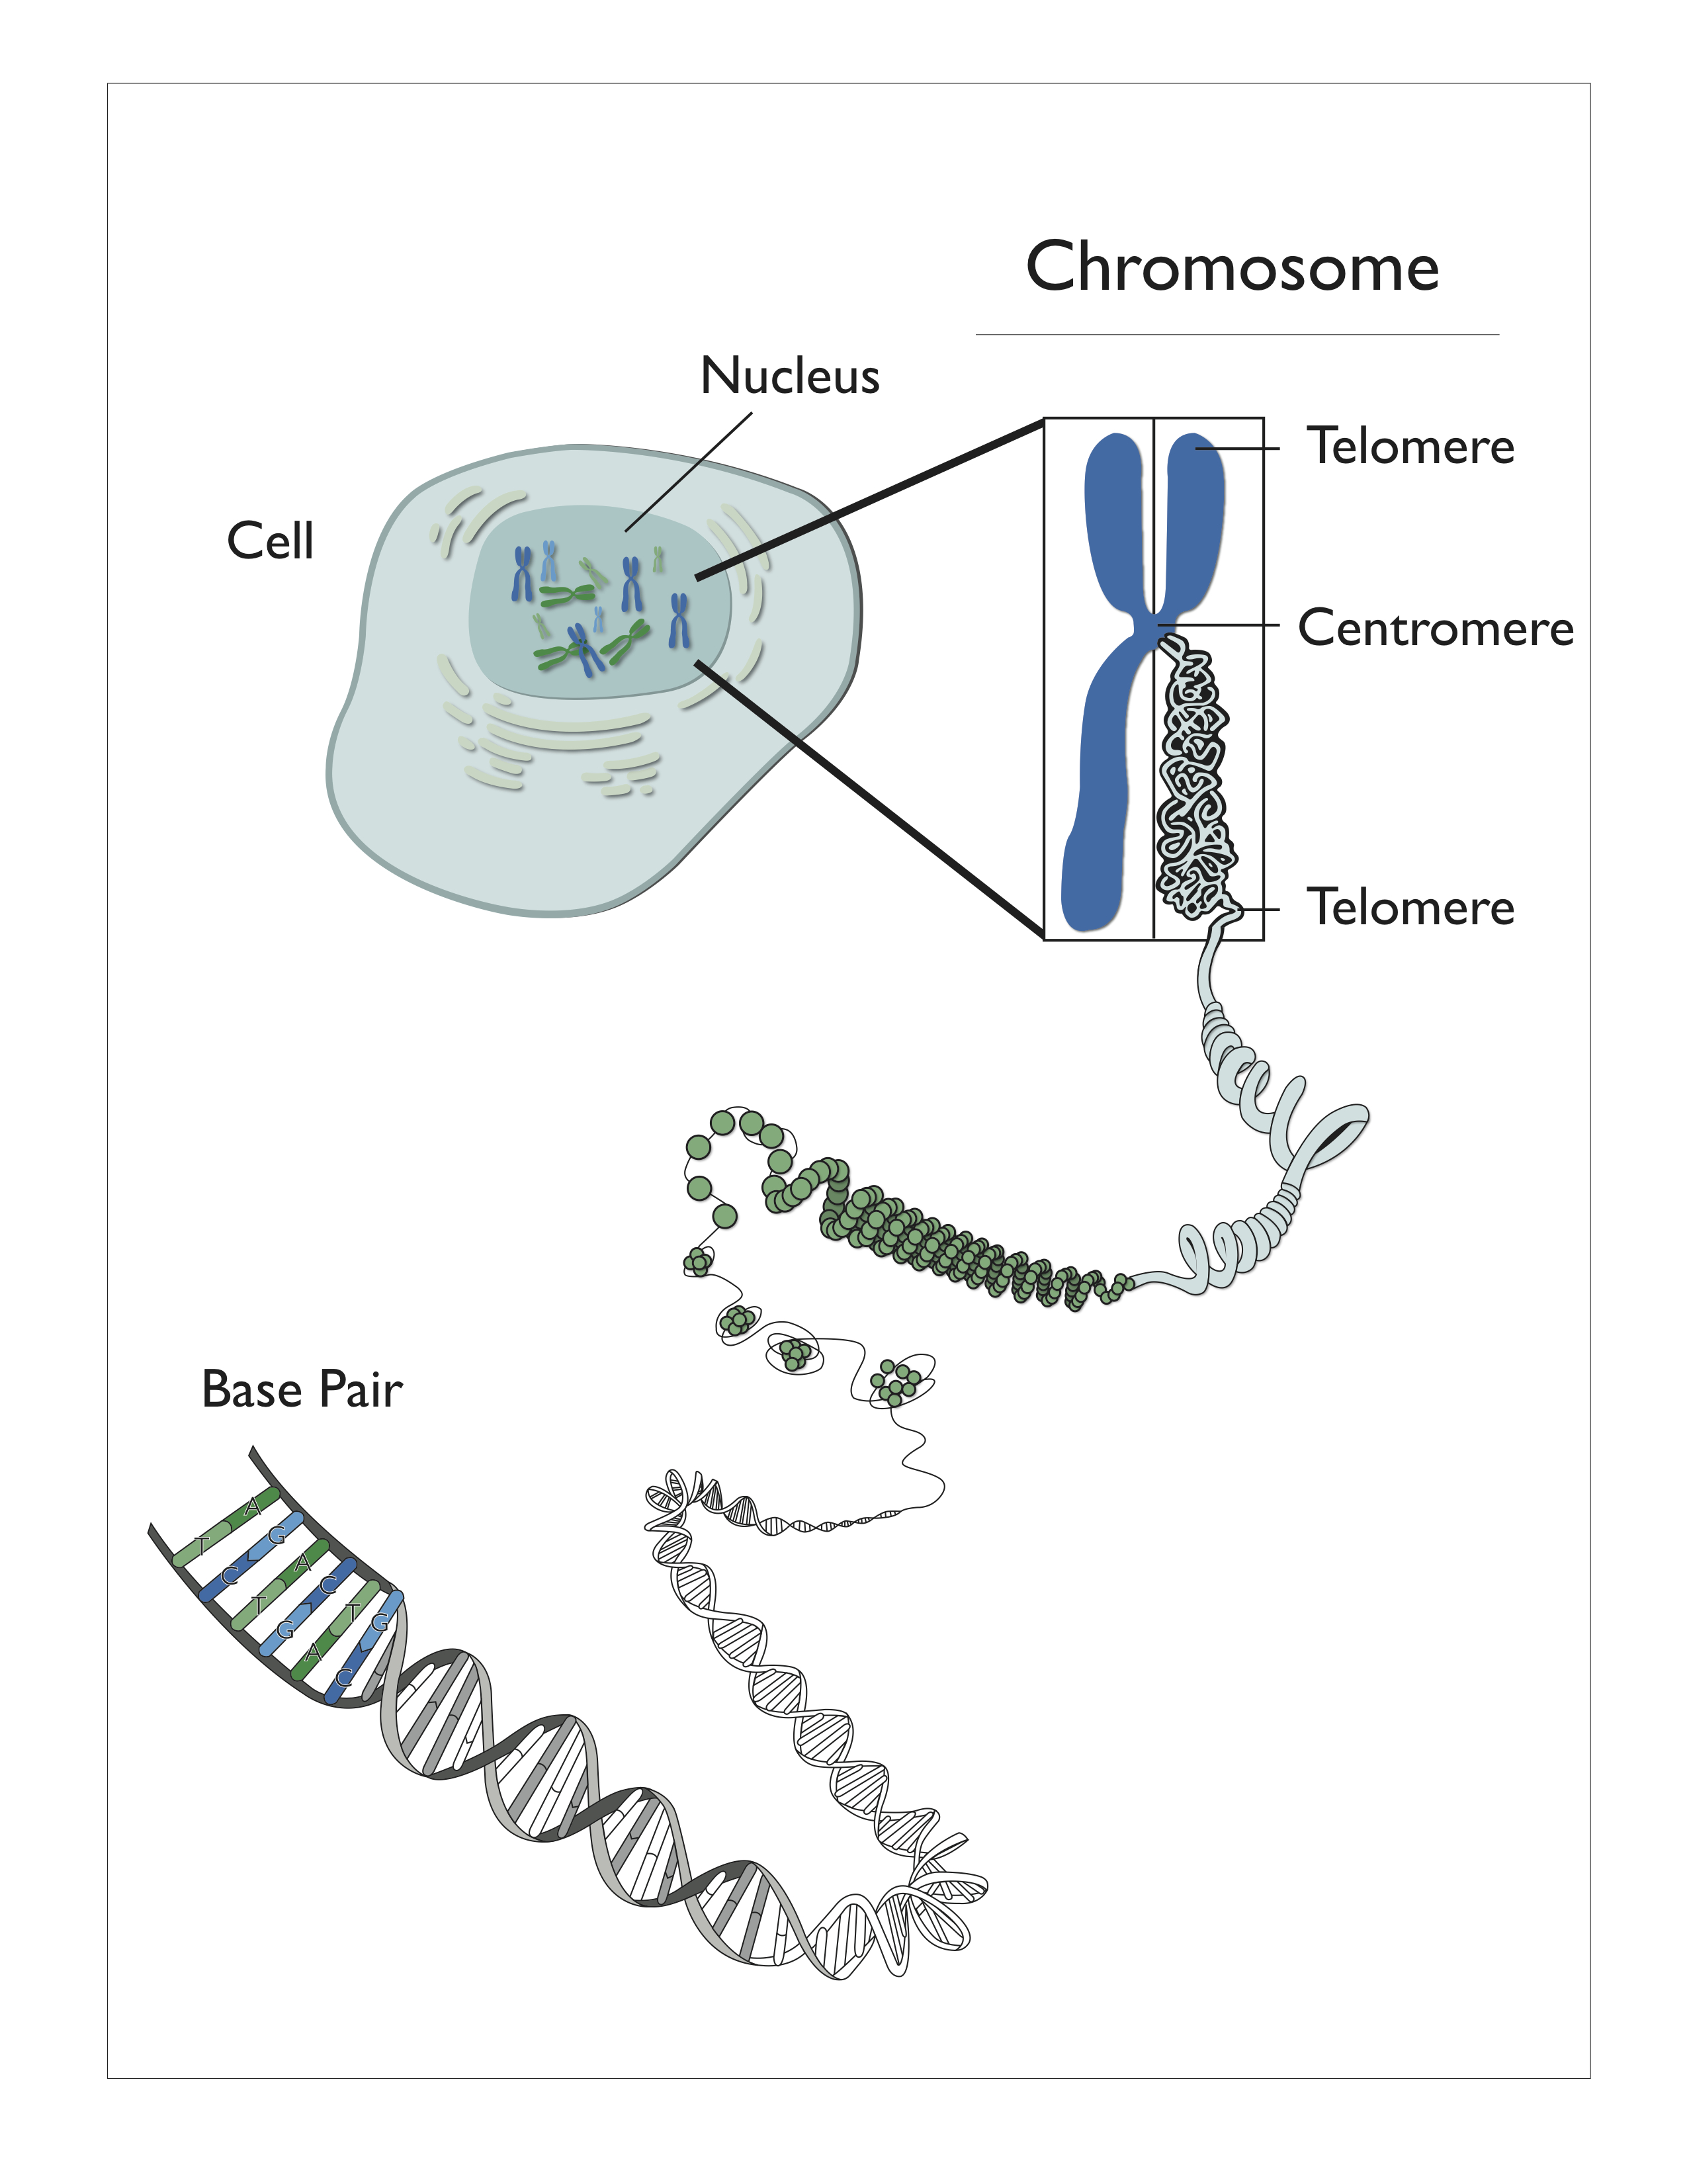 Chromosome
Nucleus
Cell
Telomere
Centromere
Telomere
Base Pair
A
T
G
C
A
T
C
G
T
A
G
C